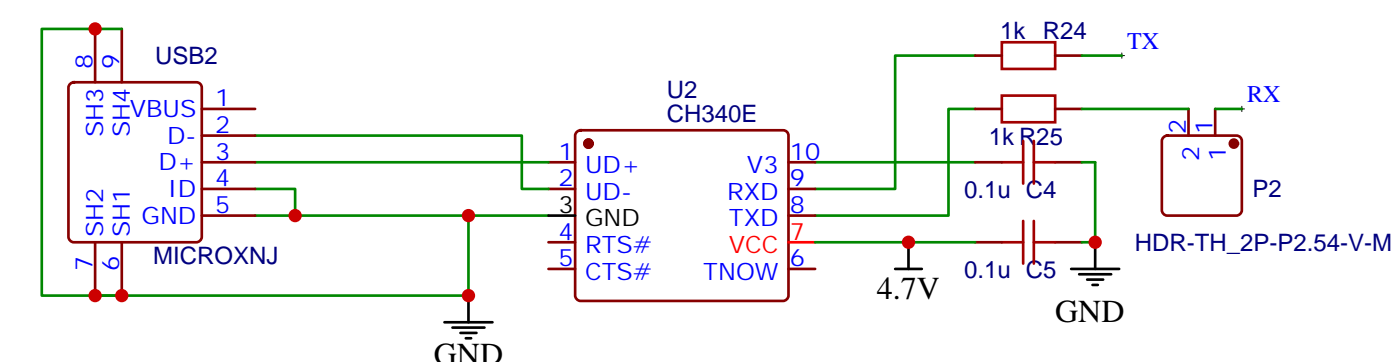 USB2
8
9
SH3
SH4
VBUS 1
D- 2
D+ 3
ID 4
GND 5
SH2
SH1
7
6
MICROXNJ
U2
CH340E
1 UD+
2 UD-
3 GND
4 RTS#
5 CTS#
V3 10
RXD 9
TXD 8
VCC 7
TNOW 6
1k R24
TX
1k R25
RX
0.1u C4
0.1u C5
2
1
2
1
P2
HDR-TH_2P-P2.54-V-M
4.7V
GND
GND